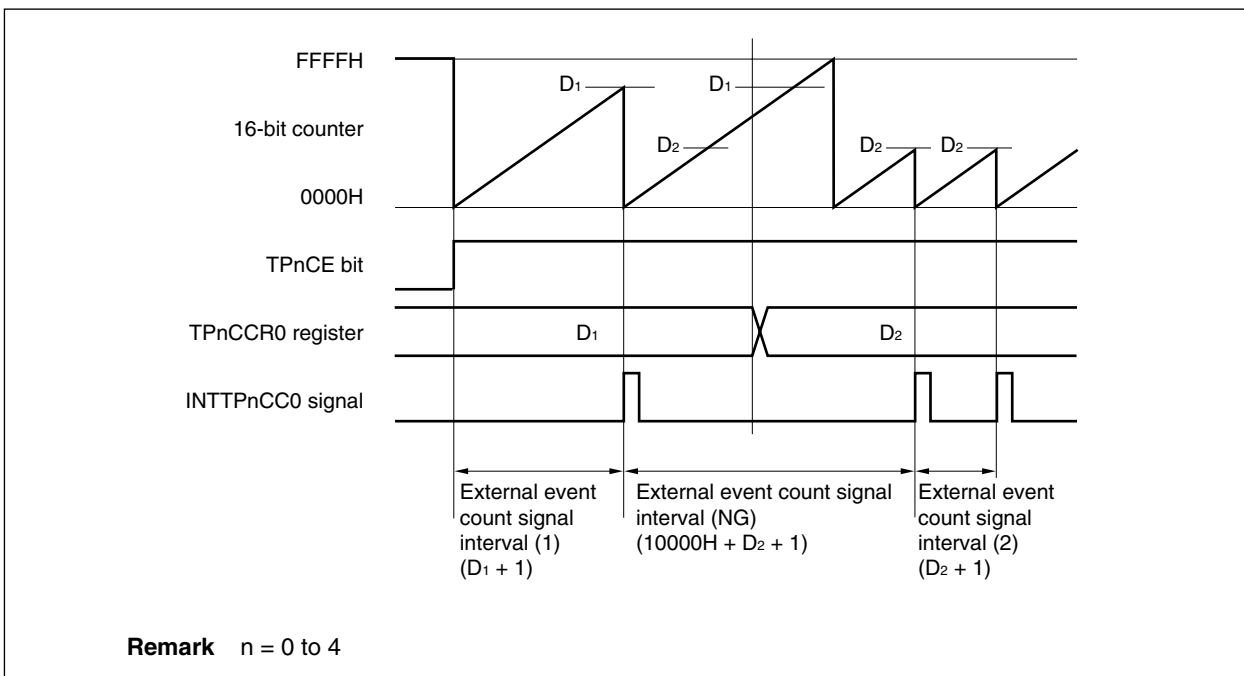 FFFFH
D1
D1
16-bit counter
D2
D2
D2
0000H
TPnCE bit
TPnCCR0 register
D1
D2
INTTPnCC0 signal
External event
count signal
interval (1)
(D1 + 1)
External event count signal
interval (NG)
(10000H + D2 + 1)
External event
count signal
interval (2)
(D2 + 1)
Remark n = 0 to 4